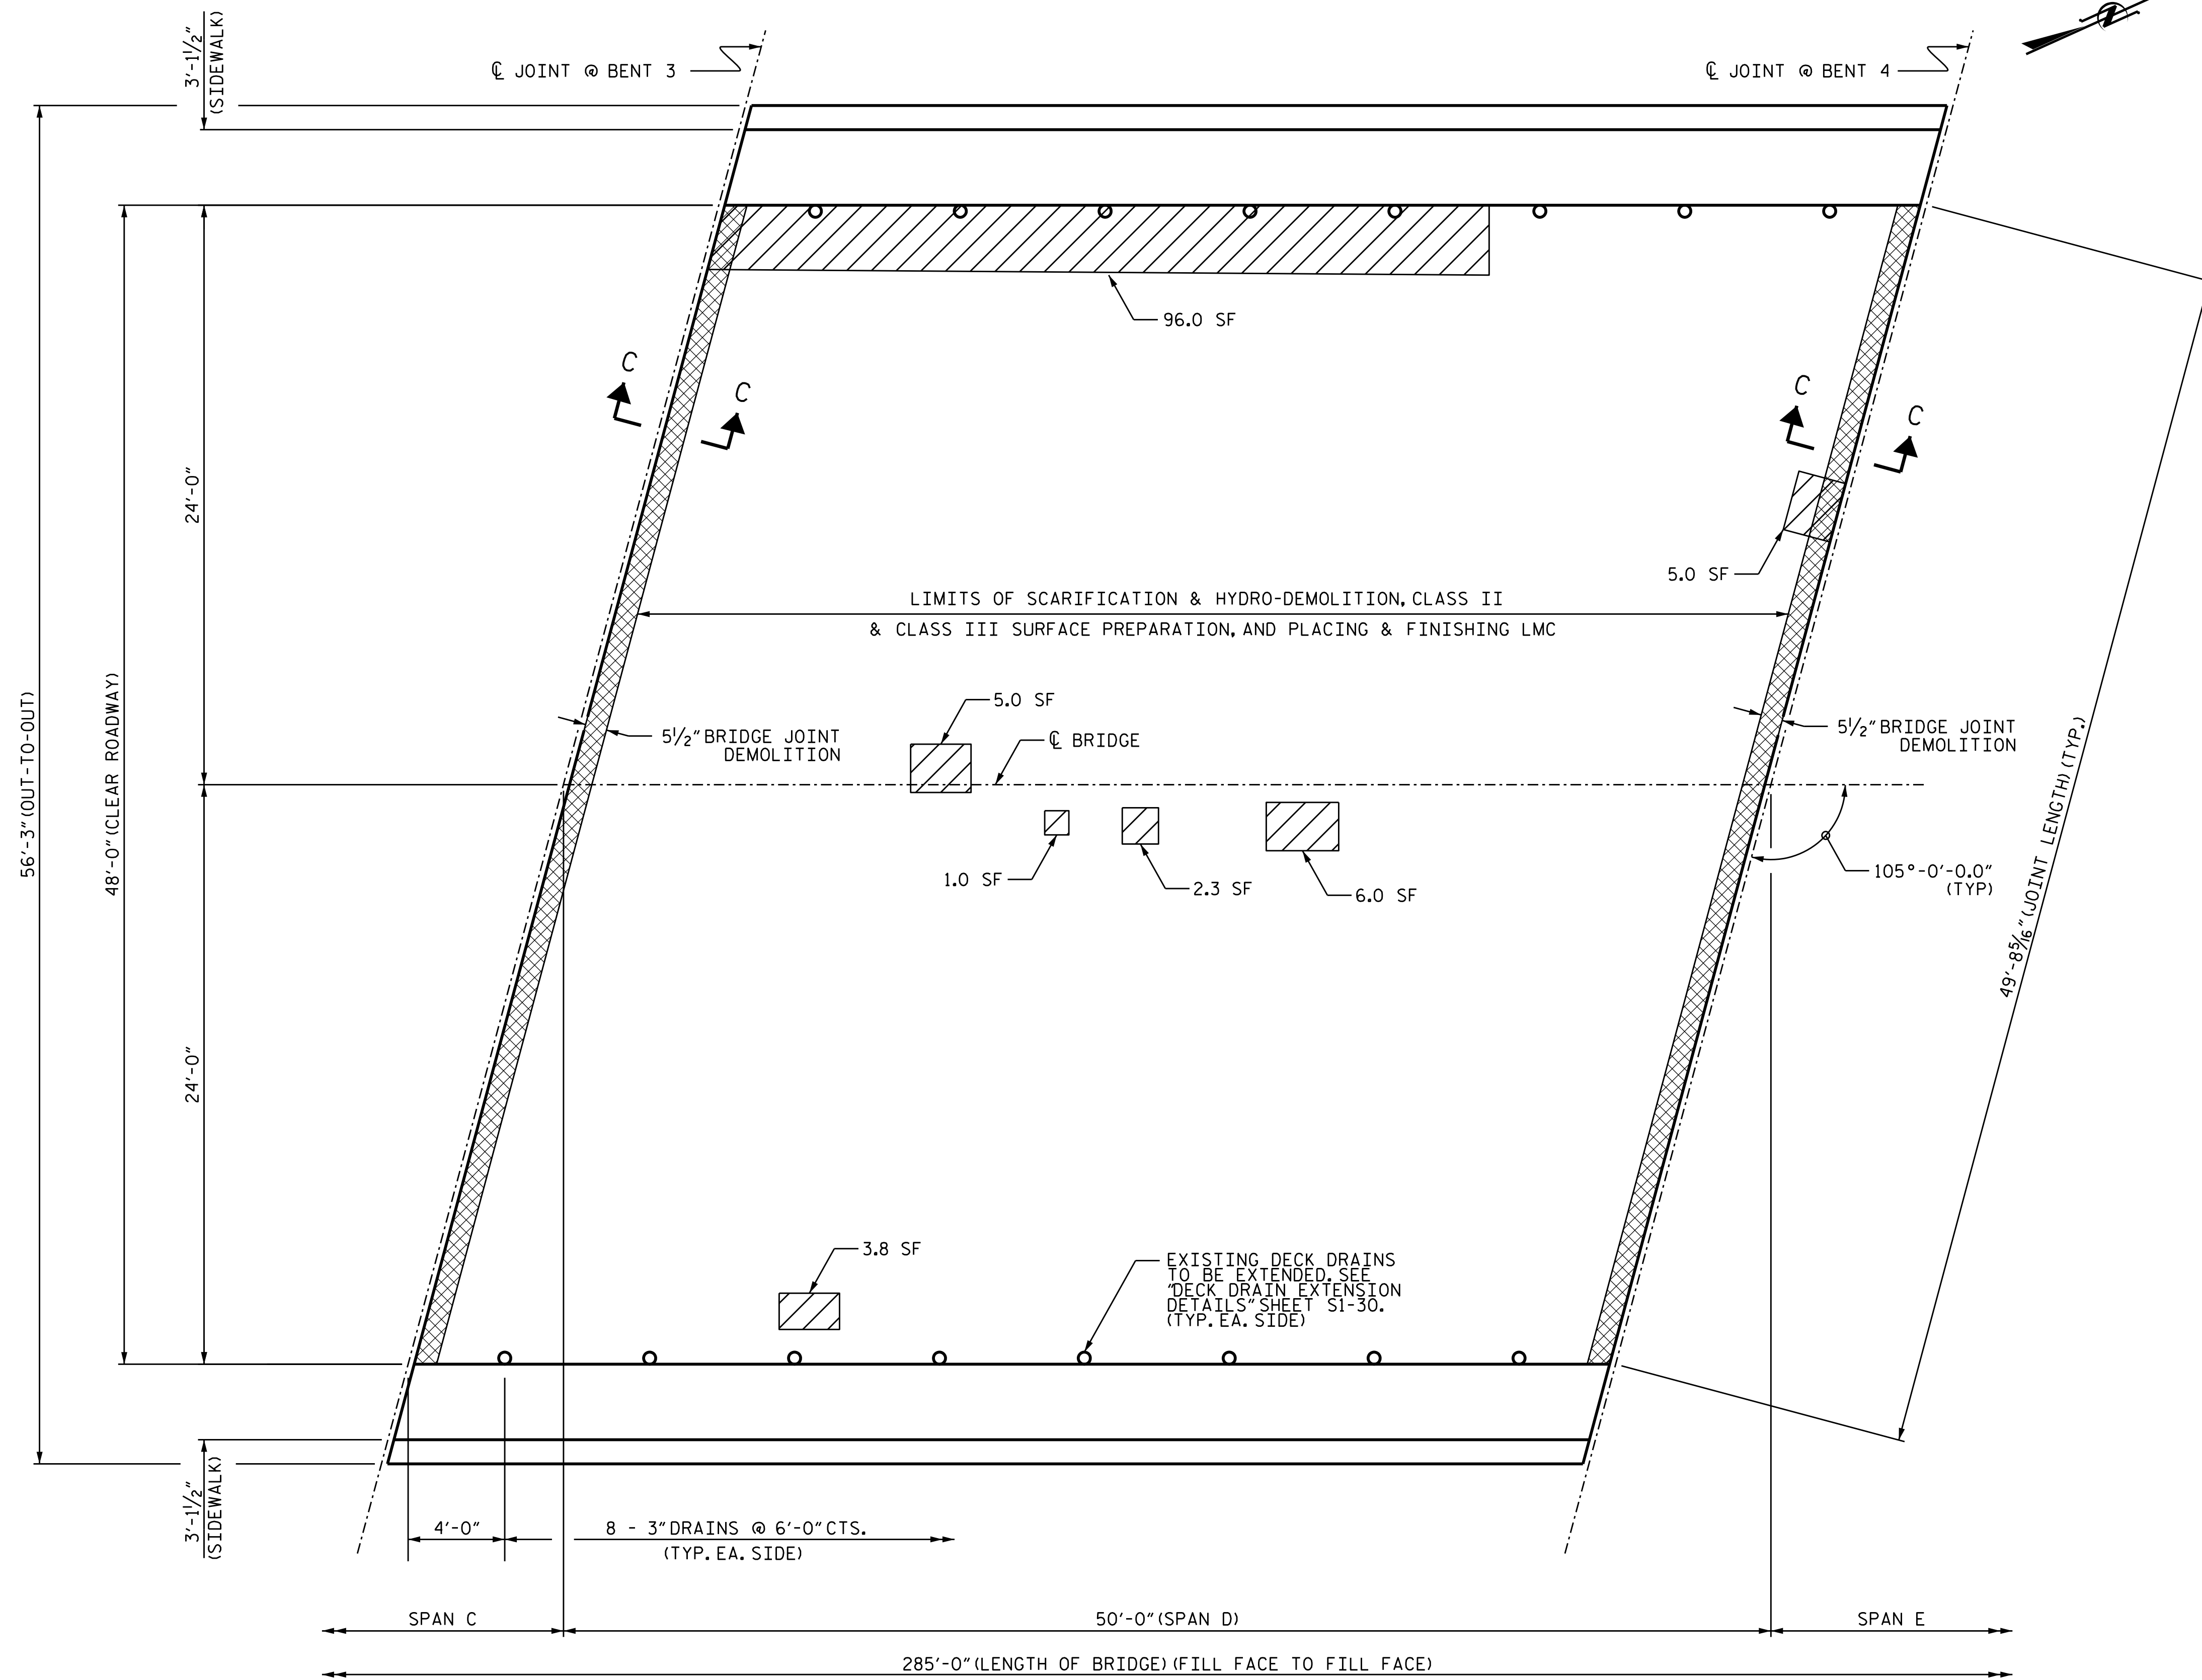 3'-1½"
(SIDEWALK)
℄ JOINT @ BENT 3
℄ JOINT @ BENT 4
96.0 SF
C
C
C
C
24'-0"
5.0 SF
LIMITS OF SCARIFICATION & HYDRO-DEMOLITION, CLASS II
& CLASS III SURFACE PREPARATION, AND PLACING & FINISHING LMC
56'-3" (OUT-TO-OUT)
48'-0" (CLEAR ROADWAY)
5.0 SF
℄ BRIDGE
5½" BRIDGE JOINT
DEMOLITION
5½" BRIDGE JOINT
DEMOLITION
49'-8⁵⁄₁₆" (JOINT LENGTH) (TYP.)
1.0 SF
2.3 SF
6.0 SF
105°-0'-0.0"
(TYP)
24'-0"
3.8 SF
EXISTING DECK DRAINS
TO BE EXTENDED. SEE
"DECK DRAIN EXTENSION
DETAILS" SHEET S1-30.
(TYP. EA. SIDE)
3'-1½"
(SIDEWALK)
4'-0"
8 - 3" DRAINS @ 6'-0" CTS.
(TYP. EA. SIDE)
SPAN C
50'-0" (SPAN D)
SPAN E
285'-0" (LENGTH OF BRIDGE) (FILL FACE TO FILL FACE)